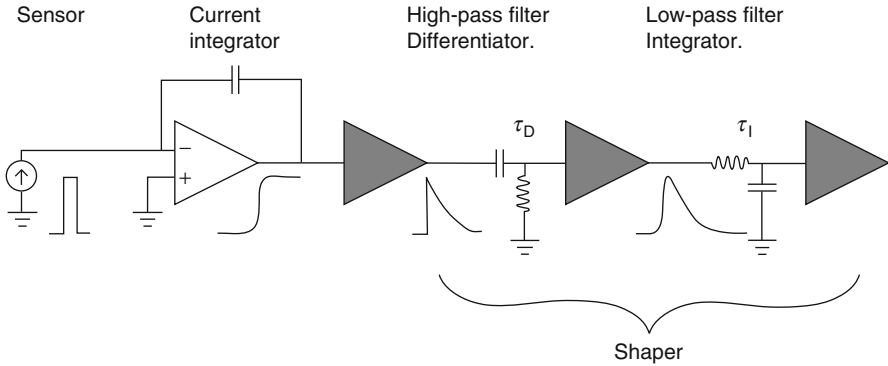 Sensor
Current
integrator
High-pass filter
Differentiator.
Low-pass filter
Integrator.
τD
τI
−
+
Shaper